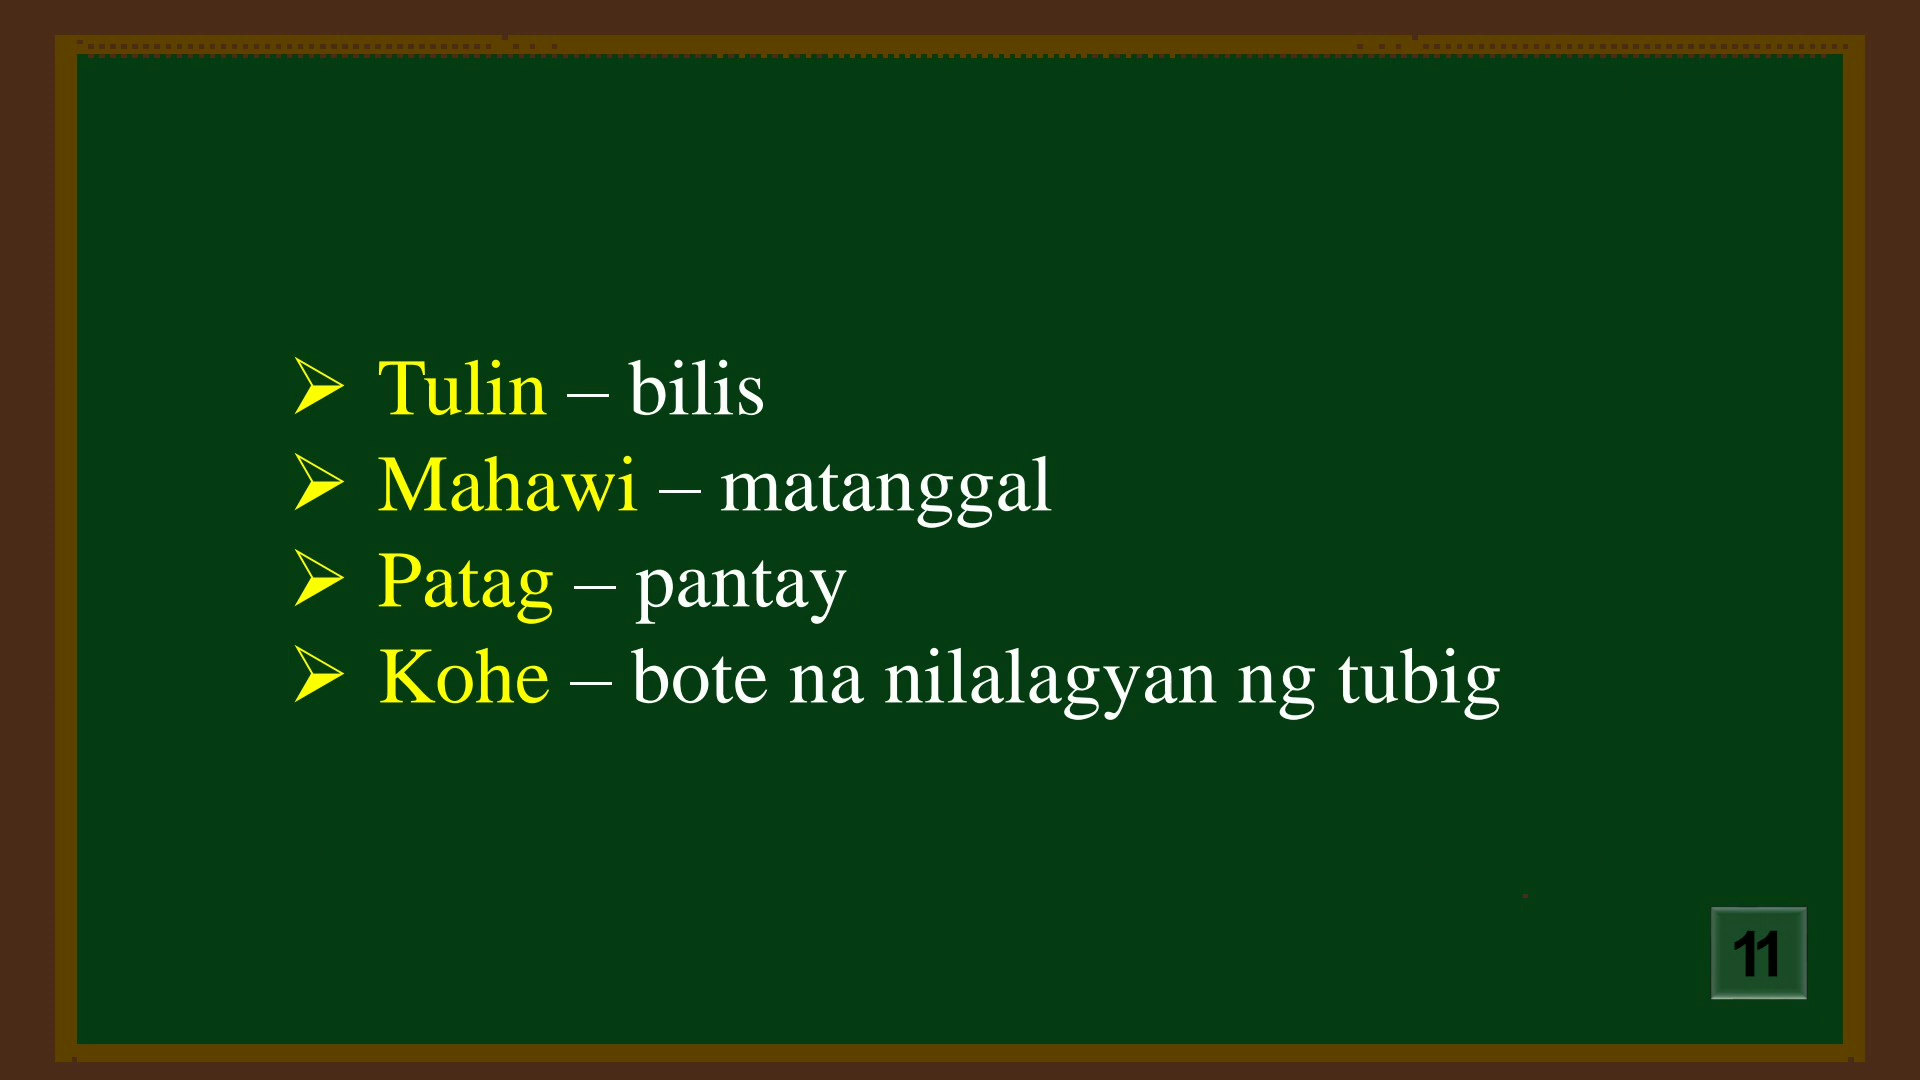 ➢ Tulin – bilis
➢ Mahawi – matanggal
➢ Patag – pantay
➢ Kohe – bote na nilalagyan ng tubig
11